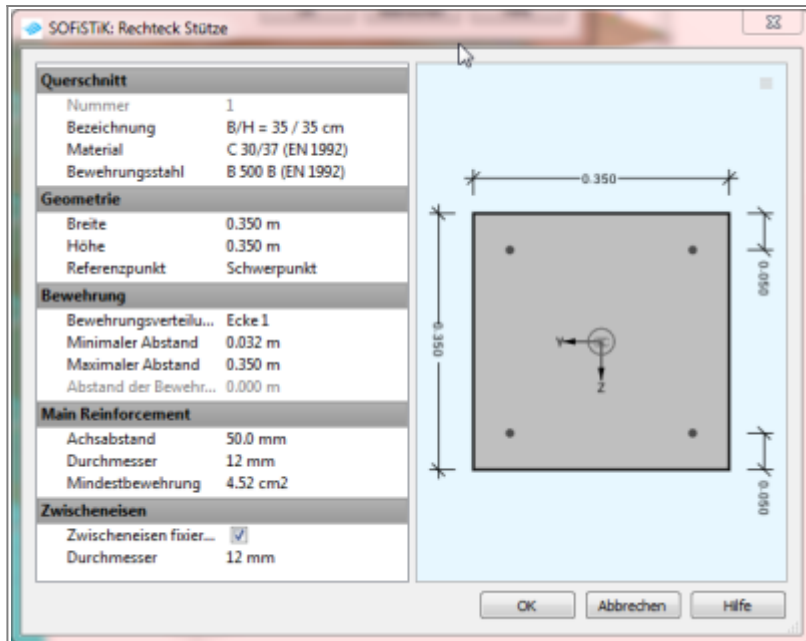 SOFiSTiK: Rechteck Stütze
Querschnitt
Nummer 1
Bezeichnung B/H = 35 / 35 cm
Material C 30/37 (EN 1992)
Bewehrungsstahl B 500 B (EN 1992)
Geometrie
Breite 0.350 m
Höhe 0.350 m
Referenzpunkt Schwerpunkt
Bewehrung
Bewehrungsverteilu... Ecke 1
Minimaler Abstand 0.032 m
Maximaler Abstand 0.350 m
Abstand der Bewehr... 0.000 m
Main Reinforcement
Achsabstand 50.0 mm
Durchmesser 12 mm
Mindestbewehrung 4.52 cm2
Zwischeneisen
Zwischeneisen fixier...
Durchmesser 12 mm
0.350
0.050
0.350
Y
Z
0.050
OK Abbrechen Hilfe